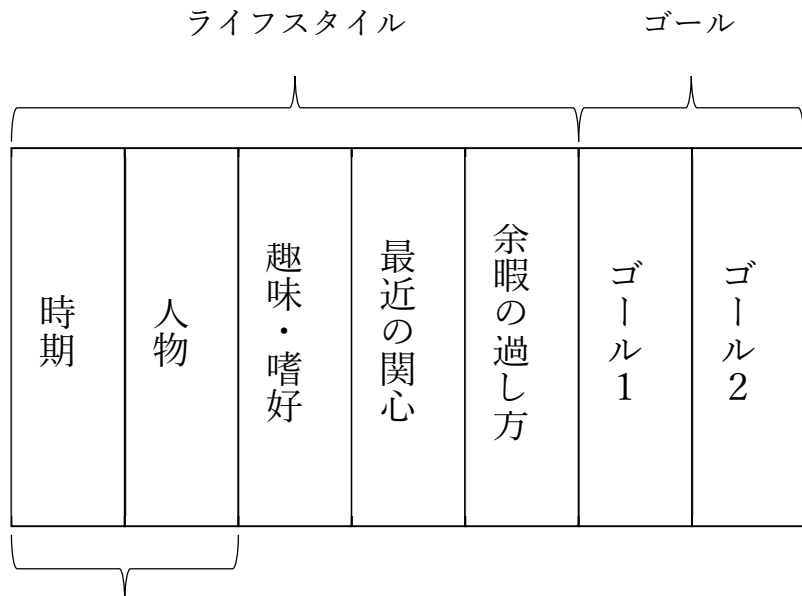 ライフスタイル
ゴール
時期
人物
趣味・嗜好
最近の関心
余暇の過し方
ゴール1
ゴール2